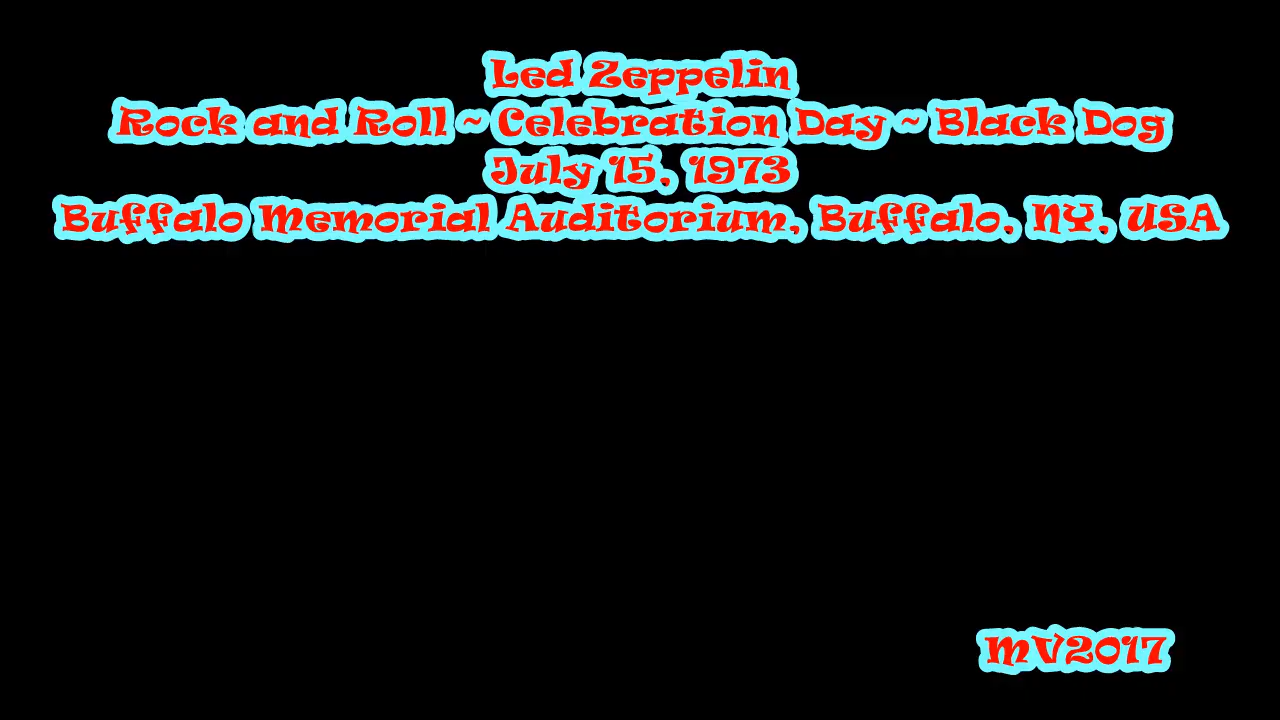 Led Zeppelin
Rock and Roll ~ Celebration Day ~ Black Dog
July 15, 1973
Buffalo Memorial Auditorium, Buffalo, NY, USA
MV2017